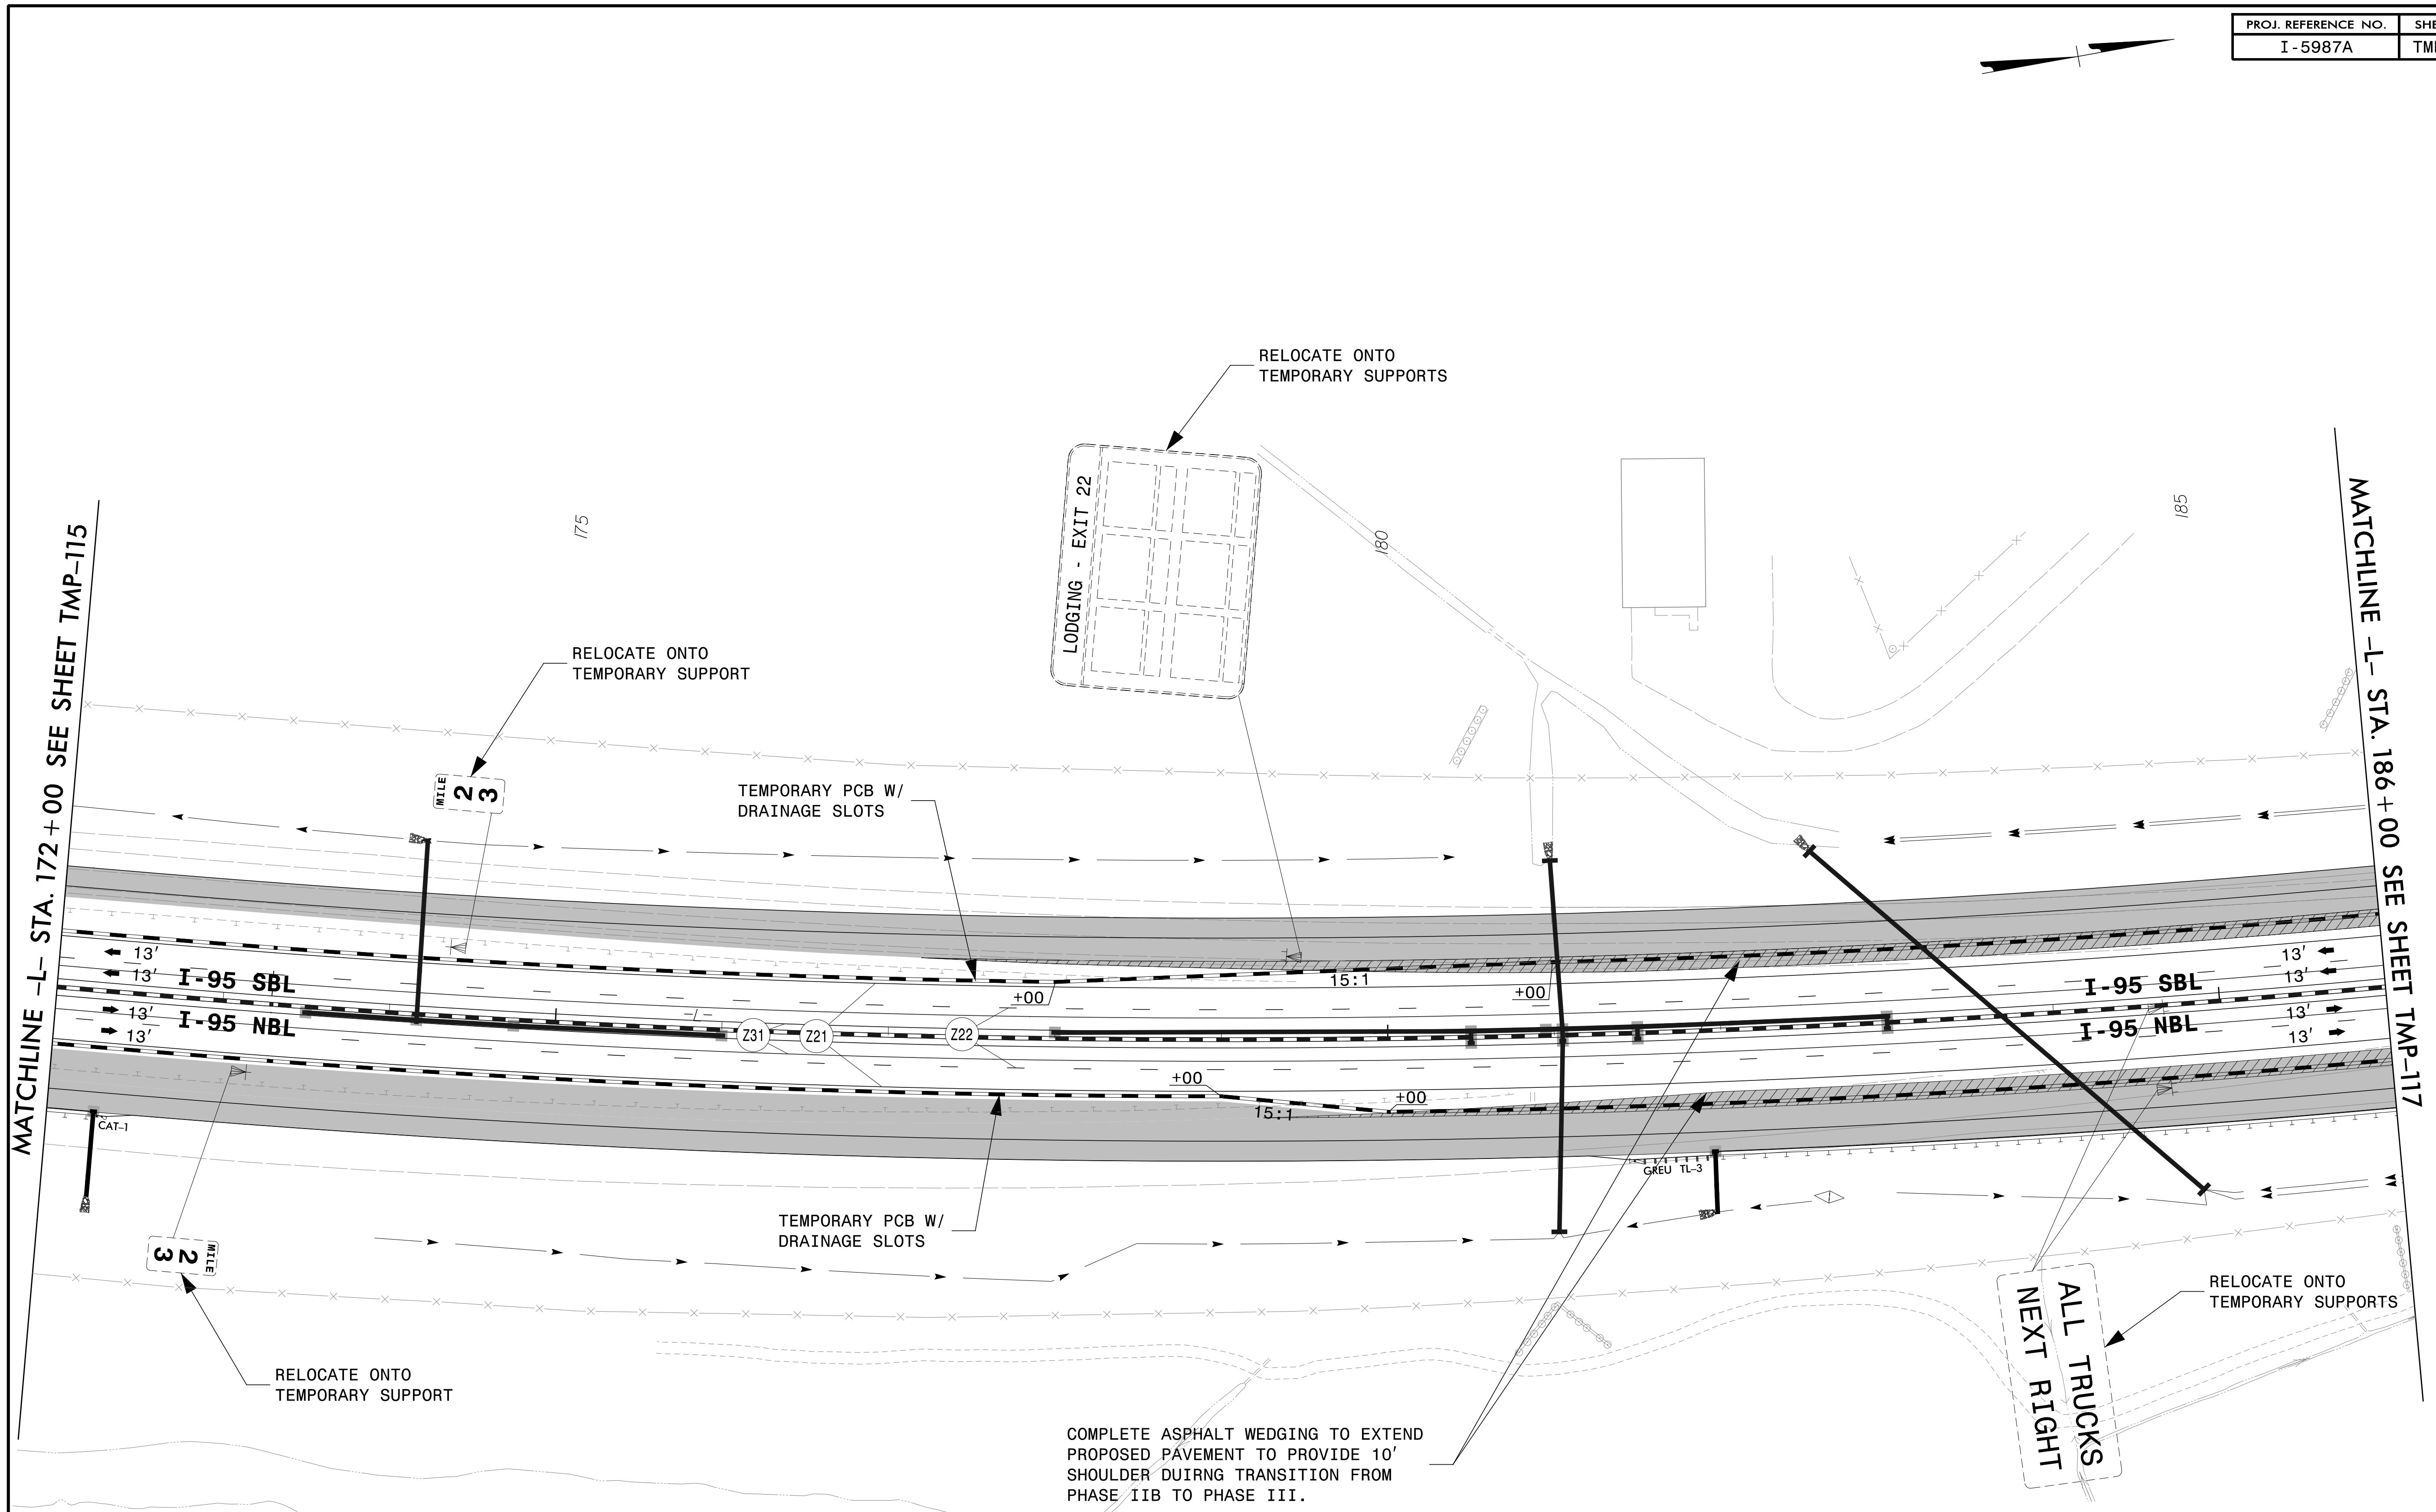 PROJ. REFERENCE NO.
I-5987A
RELOCATE ONTO
TEMPORARY SUPPORTS
LODGING - EXIT 22
175
180
185
MATCHLINE -L- STA. 172+00 SEE SHEET TMP-115
MATCHLINE -L- STA. 186+00 SEE SHEET TMP-117
RELOCATE ONTO
TEMPORARY SUPPORT
MILE
2
3
TEMPORARY PCB W/
DRAINAGE SLOTS
13'
13'
I-95 SBL
13'
I-95 NBL
13'
+00
15:1
+00
13'
13'
I-95 SBL
13'
I-95 NBL
13'
Z31
Z21
Z22
+00
15:1
+00
CAT-1
GREU TL-3
TEMPORARY PCB W/
DRAINAGE SLOTS
MILE
2
3
RELOCATE ONTO
TEMPORARY SUPPORT
ALL TRUCKS
NEXT RIGHT
RELOCATE ONTO
TEMPORARY SUPPORTS
COMPLETE ASPHALT WEDGING TO EXTEND
PROPOSED PAVEMENT TO PROVIDE 10'
SHOULDER DUIRNG TRANSITION FROM
PHASE IIB TO PHASE III.